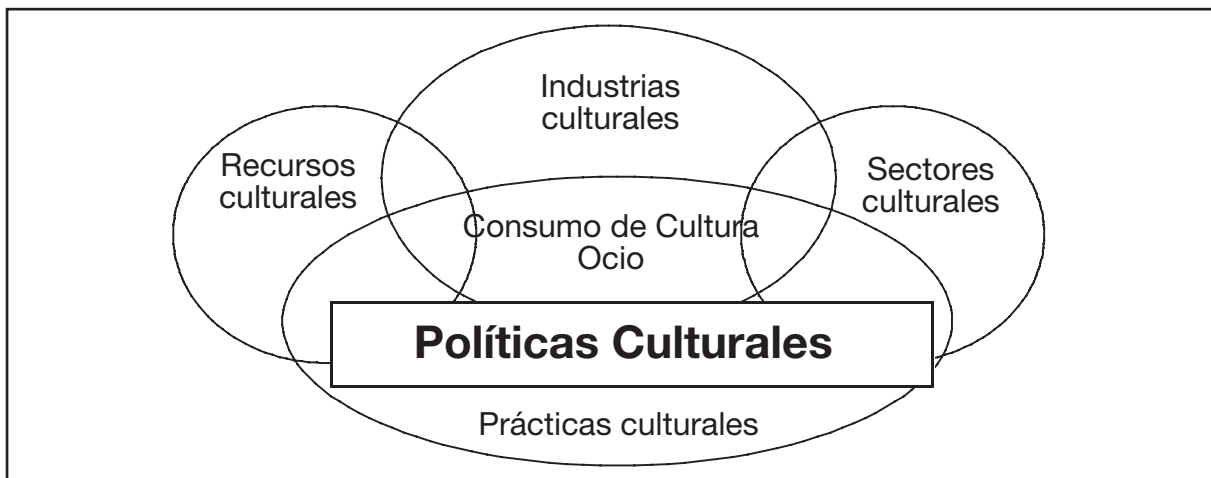 Industrias
culturales
Recursos
culturales
Sectores
culturales
Consumo de Cultura
Ocio
Políticas Culturales
Prácticas culturales